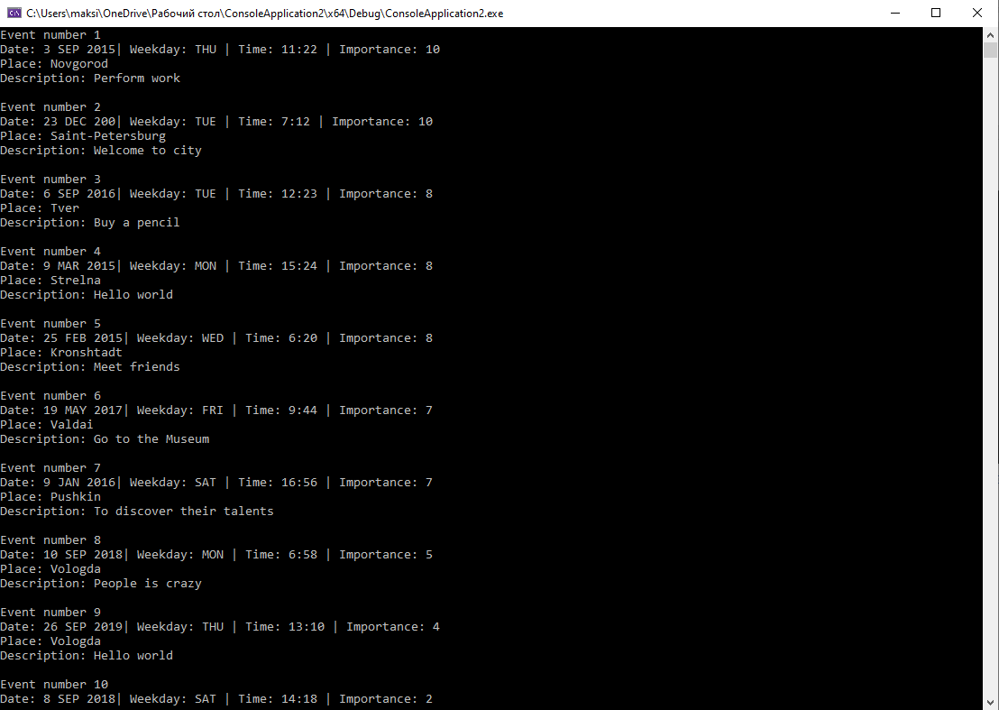 C:\Users\maksi\OneDrive\Рабочий стол\ConsoleApplication2\x64\Debug\ConsoleApplication2.exe
Event number 1
Date: 3 SEP 2015| Weekday: THU | Time: 11:22 | Importance: 10
Place: Novgorod
Description: Perform work
Event number 2
Date: 23 DEC 200| Weekday: TUE | Time: 7:12 | Importance: 10
Place: Saint-Petersburg
Description: Welcome to city
Event number 3
Date: 6 SEP 2016| Weekday: TUE | Time: 12:23 | Importance: 8
Place: Tver
Description: Buy a pencil
Event number 4
Date: 9 MAR 2015| Weekday: MON | Time: 15:24 | Importance: 8
Place: Strelna
Description: Hello world
Event number 5
Date: 25 FEB 2015| Weekday: WED | Time: 6:20 | Importance: 8
Place: Kronshtadt
Description: Meet friends
Event number 6
Date: 19 MAY 2017| Weekday: FRI | Time: 9:44 | Importance: 7
Place: Valdai
Description: Go to the Museum
Event number 7
Date: 9 JAN 2016| Weekday: SAT | Time: 16:56 | Importance: 7
Place: Pushkin
Description: To discover their talents
Event number 8
Date: 10 SEP 2018| Weekday: MON | Time: 6:58 | Importance: 5
Place: Vologda
Description: People is crazy
Event number 9
Date: 26 SEP 2019| Weekday: THU | Time: 13:10 | Importance: 4
Place: Vologda
Description: Hello world
Event number 10
Date: 8 SEP 2018| Weekday: SAT | Time: 14:18 | Importance: 2